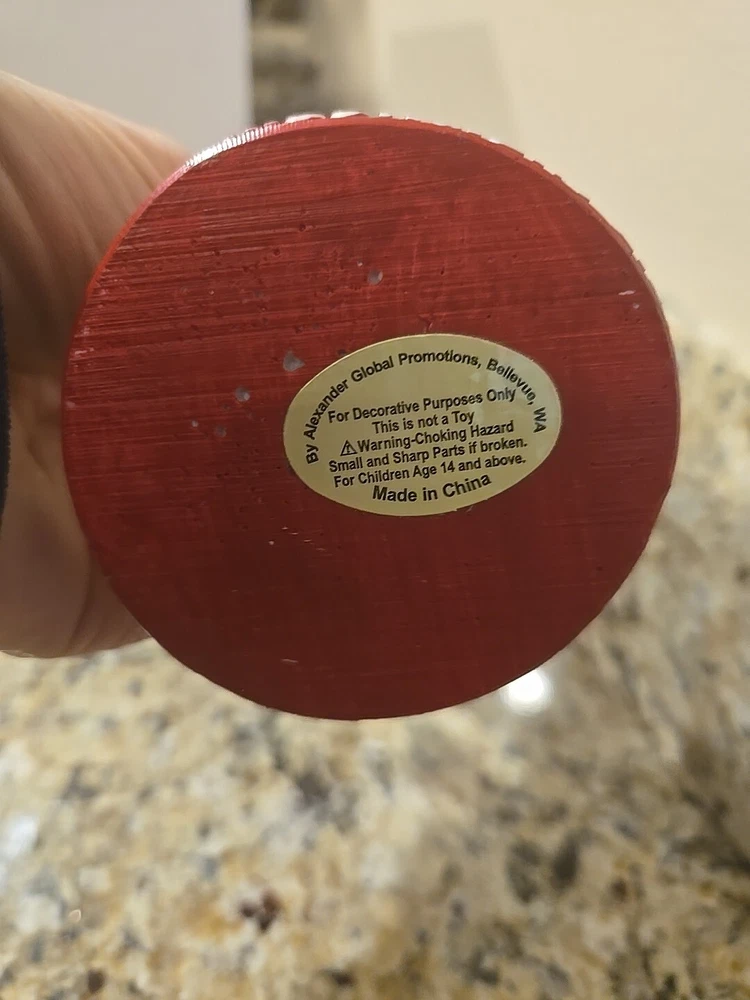 By Alexander Global Promotions, Bellevue, WA
For Decorative Purposes Only
This is not a Toy
⚠Warning-Choking Hazard
Small and Sharp Parts if broken.
For Children Age 14 and above.
Made in China